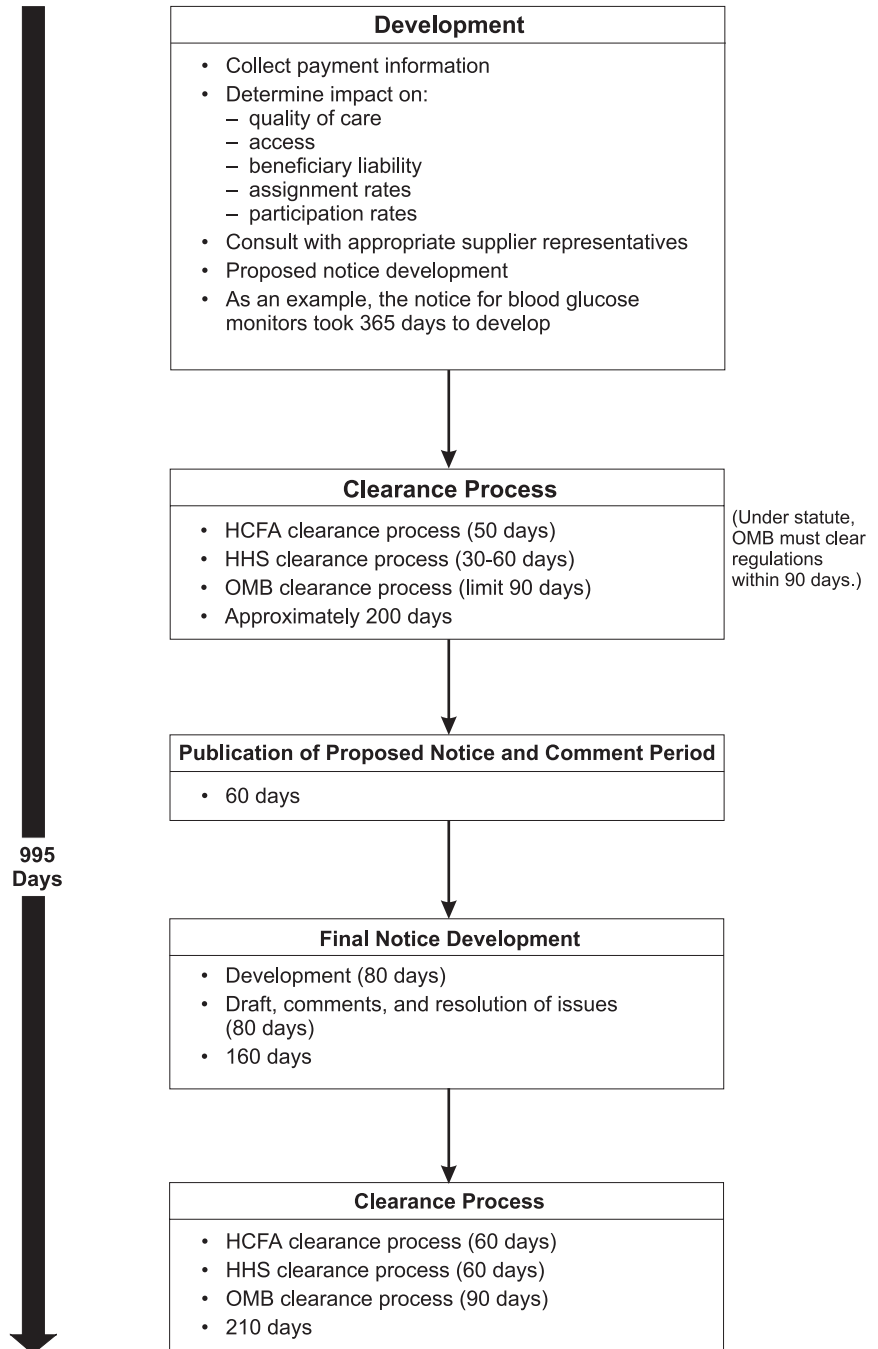 Development
• Collect payment information
• Determine impact on:
– quality of care
– access
– beneficiary liability
– assignment rates
– participation rates
• Consult with appropriate supplier representatives
• Proposed notice development
• As an example, the notice for blood glucose
monitors took 365 days to develop
Clearance Process
• HCFA clearance process (50 days)
• HHS clearance process (30-60 days)
• OMB clearance process (limit 90 days)
• Approximately 200 days
(Under statute,
OMB must clear
regulations
within 90 days.)
Publication of Proposed Notice and Comment Period
• 60 days
995
Days
Final Notice Development
• Development (80 days)
• Draft, comments, and resolution of issues
(80 days)
• 160 days
Clearance Process
• HCFA clearance process (60 days)
• HHS clearance process (60 days)
• OMB clearance process (90 days)
• 210 days